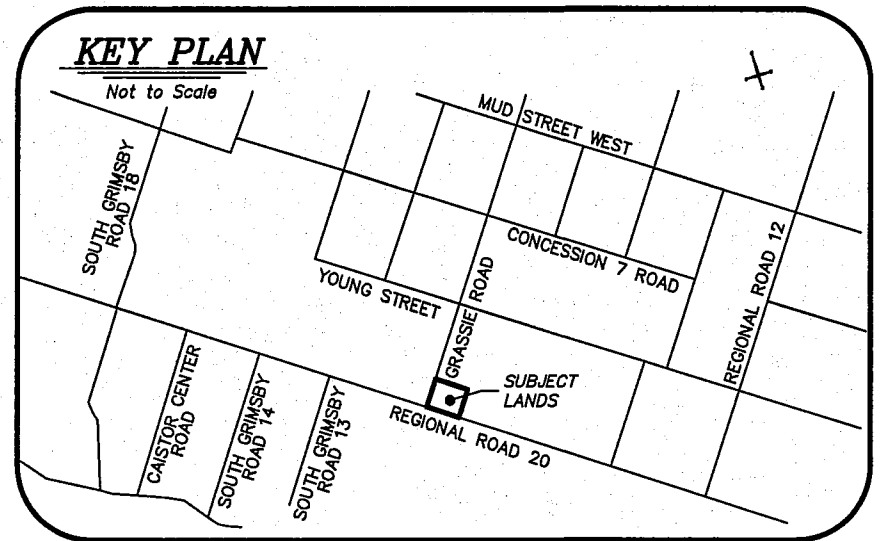 KEY PLAN
Not to Scale
MUD STREET WEST
SOUTH GRIMSBY
ROAD 18
CONCESSION 7 ROAD
REGIONAL ROAD 12
YOUNG STREET
GRASSIE ROAD
SUBJECT
LANDS
CAISTOR CENTER
ROAD
SOUTH GRIMSBY
ROAD 14
SOUTH GRIMSBY
ROAD 13
REGIONAL ROAD 20